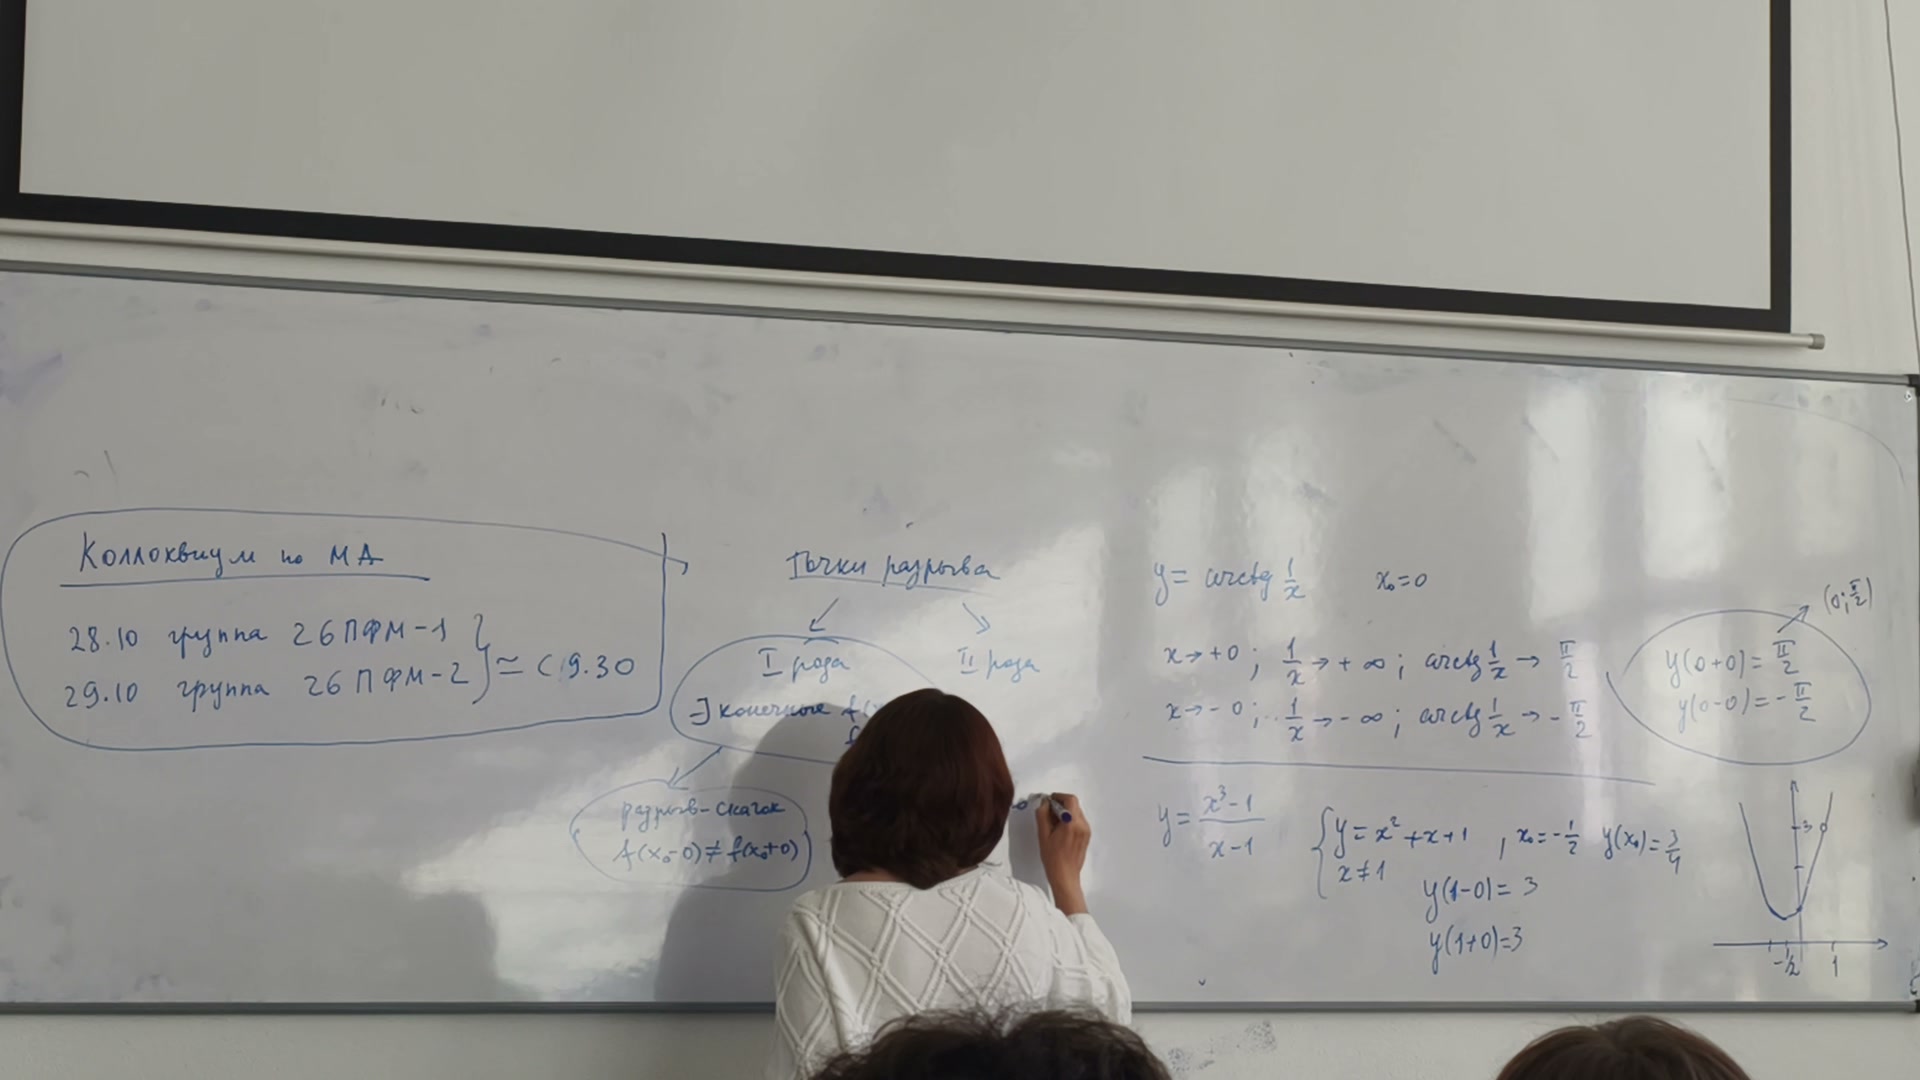 Коллоквиум по МА
28.10 группа 26ПФМ-1
29.10 группа 26ПФМ-2 } ≃ с 9.30
Точки разрыва
I рода
II рода
∃ конечные f(
разрыв-скачок
f(x₀-0) ≠ f(x₀+0)
y = arctg 1/x x₀=0
x → +0 ; 1/x → +∞ ; arctg 1/x → π/2
x → -0 ; 1/x → -∞ ; arctg 1/x → -π/2
(0; π/2)
y(0+0) = π/2
y(0-0) = -π/2
y = (x³-1)/(x-1)
{ y = x²+x+1 , x₀ = -1/2 y(x₀) = 3/4
x ≠ 1
y(1-0) = 3
y(1+0) = 3
3
-1/2 1